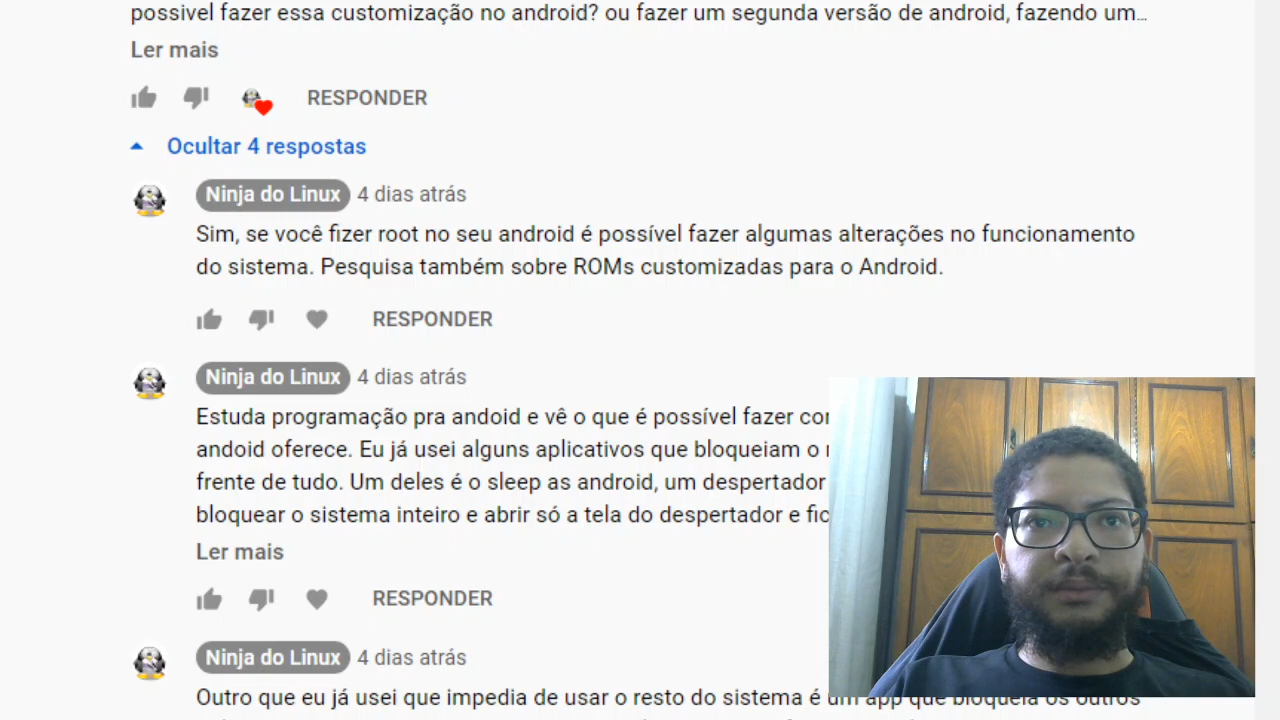 possivel fazer essa customização no android? ou fazer um segunda versão de android, fazendo um...
Ler mais
RESPONDER
Ocultar 4 respostas
Ninja do Linux 4 dias atrás
Sim, se você fizer root no seu android é possível fazer algumas alterações no funcionamento
do sistema. Pesquisa também sobre ROMs customizadas para o Android.
RESPONDER
Ninja do Linux 4 dias atrás
Estuda programação pra andoid e vê o que é possível fazer
andoid oferece. Eu já usei alguns aplicativos que bloqueiam o
frente de tudo. Um deles é o sleep as android, um despertador
bloquear o sistema inteiro e abrir só a tela do despertador e
Ler mais
RESPONDER
Ninja do Linux 4 dias atrás
Outro que eu já usei que impedia de usar o resto do sistema é um app que bloqueia os outros